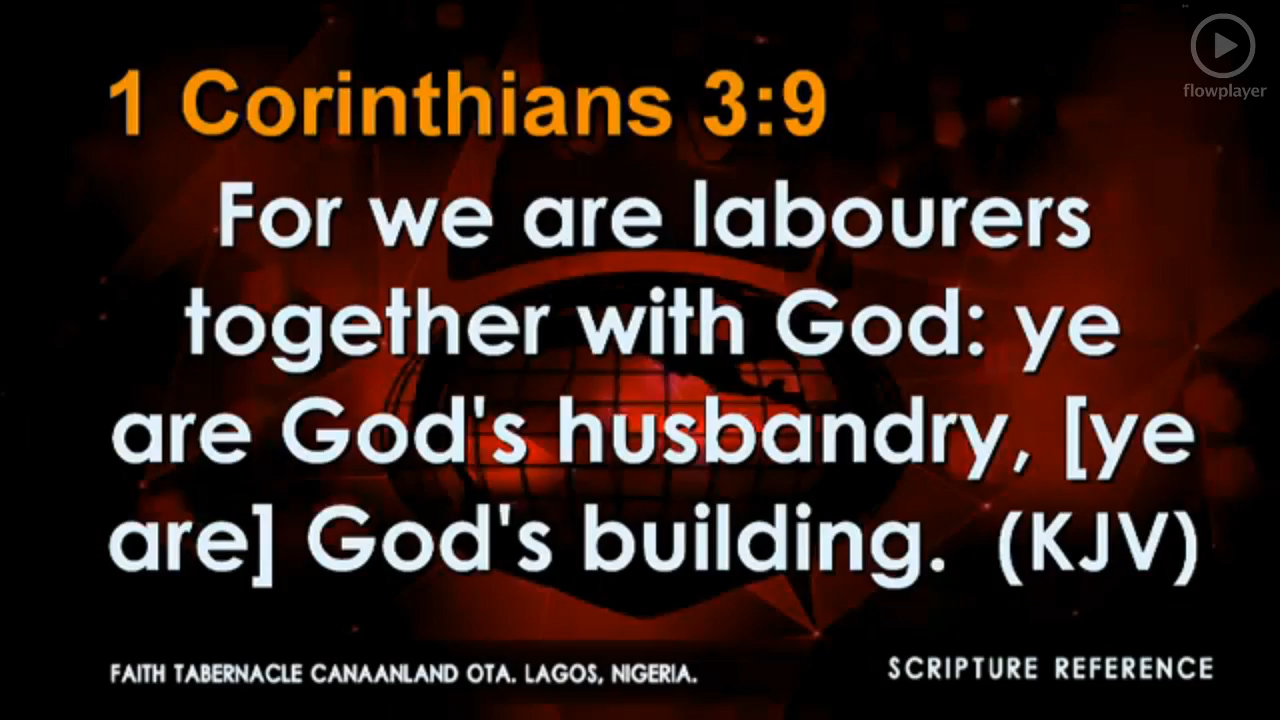 flowplayer
1 Corinthians 3:9
For we are labourers
together with God: ye
are God's husbandry, [ye
are] God's building.  (KJV)
FAITH TABERNACLE CANAANLAND OTA. LAGOS, NIGERIA.
SCRIPTURE REFERENCE